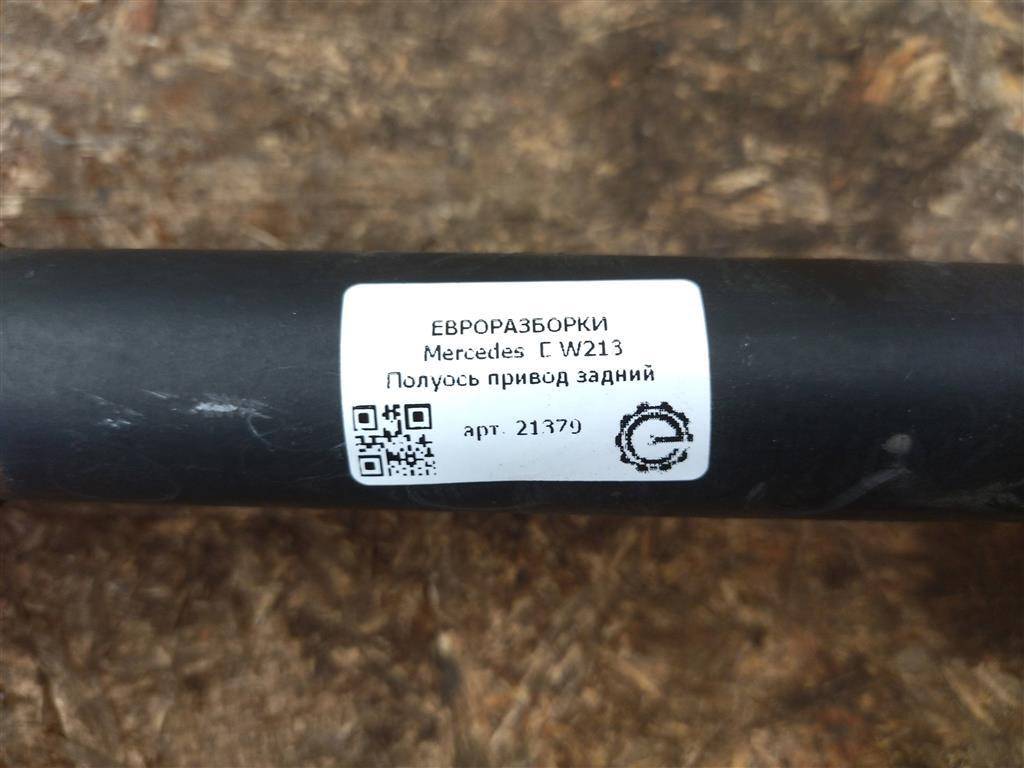 ЕВРОРАЗБОРКИ
Mercedes E W213
Полуось привод задний
арт. 21379